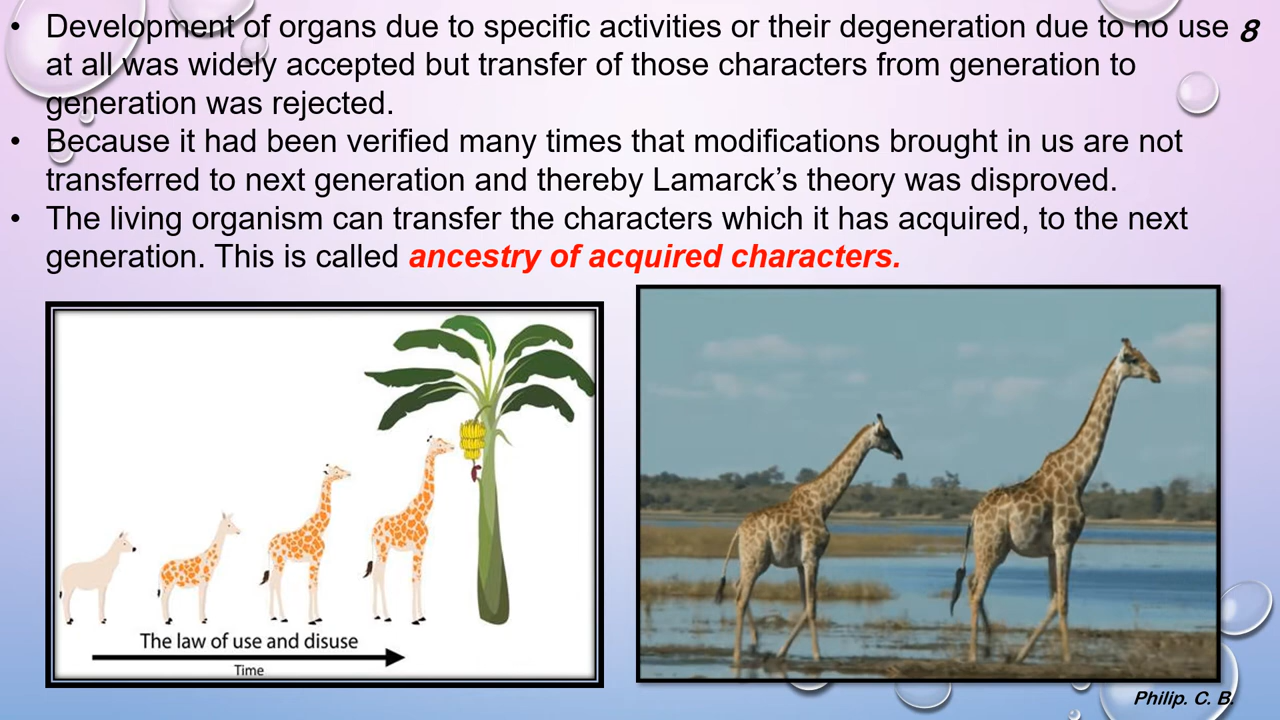 • Development of organs due to specific activities or their degeneration due to no use 8
at all was widely accepted but transfer of those characters from generation to
generation was rejected.
• Because it had been verified many times that modifications brought in us are not
transferred to next generation and thereby Lamarck’s theory was disproved.
• The living organism can transfer the characters which it has acquired, to the next
generation. This is called ancestry of acquired characters.
The law of use and disuse
Time
Philip. C. B.